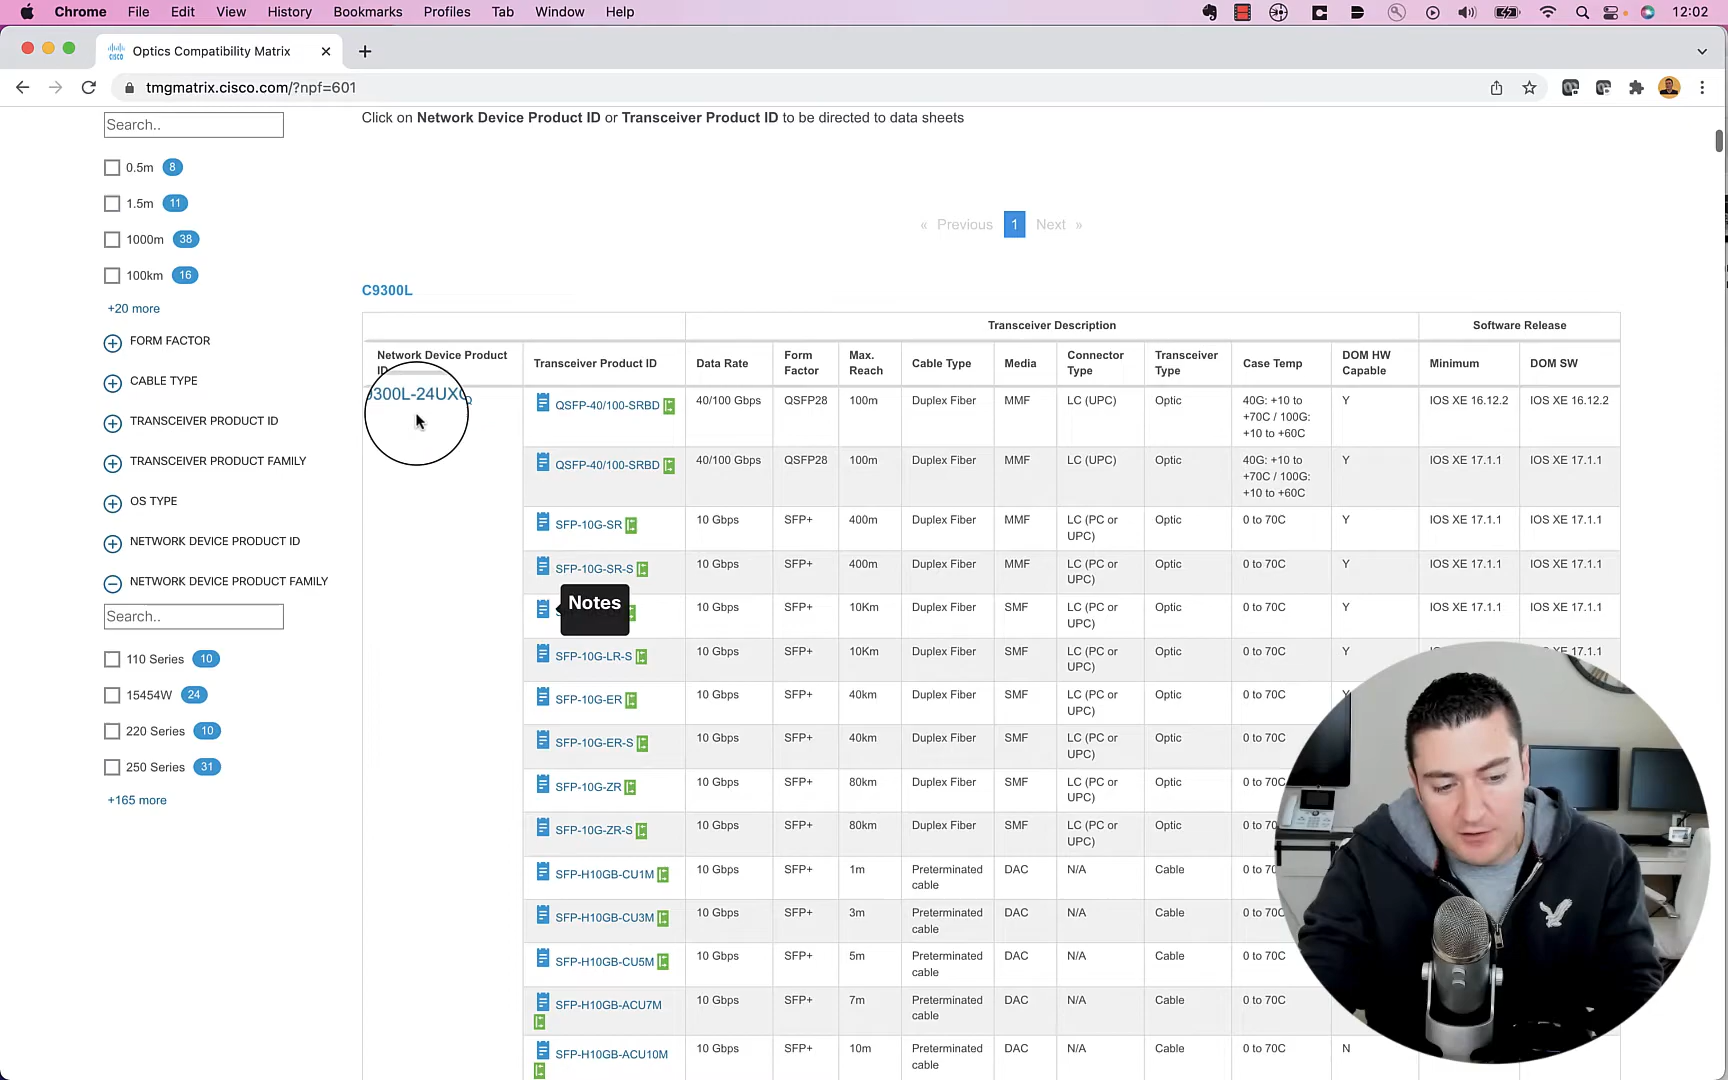 Chrome File Edit View History Bookmarks Profiles Tab Window Help 12:02
Optics Compatibility Matrix
tmgmatrix.cisco.com/?npf=601
Search..
Click on Network Device Product ID or Transceiver Product ID to be directed to data sheets
0.5m 8
1.5m 11
1000m 38
100km 16
+20 more
FORM FACTOR
CABLE TYPE
TRANSCEIVER PRODUCT ID
TRANSCEIVER PRODUCT FAMILY
OS TYPE
NETWORK DEVICE PRODUCT ID
NETWORK DEVICE PRODUCT FAMILY
Search..
110 Series 10
15454W 24
220 Series 10
250 Series 31
+165 more
« Previous 1 Next »
C9300L
Transceiver Description Software Release
Network Device Product ID Transceiver Product ID Data Rate Form Factor Max. Reach Cable Type Media Connector Type Transceiver Type Case Temp DOM HW Capable Minimum DOM SW
9300L-24UXG
QSFP-40/100-SRBD 40/100 Gbps QSFP28 100m Duplex Fiber MMF LC (UPC) Optic 40G: +10 to +70C / 100G: +10 to +60C Y IOS XE 16.12.2 IOS XE 16.12.2
QSFP-40/100-SRBD 40/100 Gbps QSFP28 100m Duplex Fiber MMF LC (UPC) Optic 40G: +10 to +70C / 100G: +10 to +60C Y IOS XE 17.1.1 IOS XE 17.1.1
SFP-10G-SR 10 Gbps SFP+ 400m Duplex Fiber MMF LC (PC or UPC) Optic 0 to 70C Y IOS XE 17.1.1 IOS XE 17.1.1
SFP-10G-SR-S 10 Gbps SFP+ 400m Duplex Fiber MMF LC (PC or UPC) Optic 0 to 70C Y IOS XE 17.1.1 IOS XE 17.1.1
Notes 10 Gbps SFP+ 10Km Duplex Fiber SMF LC (PC or UPC) Optic 0 to 70C Y IOS XE 17.1.1 IOS XE 17.1.1
SFP-10G-LR-S 10 Gbps SFP+ 10Km Duplex Fiber SMF LC (PC or UPC) Optic 0 to 70C Y XE 17.1.1
SFP-10G-ER 10 Gbps SFP+ 40km Duplex Fiber SMF LC (PC or UPC) Optic 0 to 70C Y
SFP-10G-ER-S 10 Gbps SFP+ 40km Duplex Fiber SMF LC (PC or UPC) Optic 0 to 70C
SFP-10G-ZR 10 Gbps SFP+ 80km Duplex Fiber SMF LC (PC or UPC) Optic 0 to 70C
SFP-10G-ZR-S 10 Gbps SFP+ 80km Duplex Fiber SMF LC (PC or UPC) Optic 0 to 70
SFP-H10GB-CU1M 10 Gbps SFP+ 1m Preterminated cable DAC N/A Cable 0 to 70
SFP-H10GB-CU3M 10 Gbps SFP+ 3m Preterminated cable DAC N/A Cable 0 to 70
SFP-H10GB-CU5M 10 Gbps SFP+ 5m Preterminated cable DAC N/A Cable 0 to 70C
SFP-H10GB-ACU7M 10 Gbps SFP+ 7m Preterminated cable DAC N/A Cable 0 to 70C
SFP-H10GB-ACU10M 10 Gbps SFP+ 10m Preterminated cable DAC N/A Cable 0 to 70C N